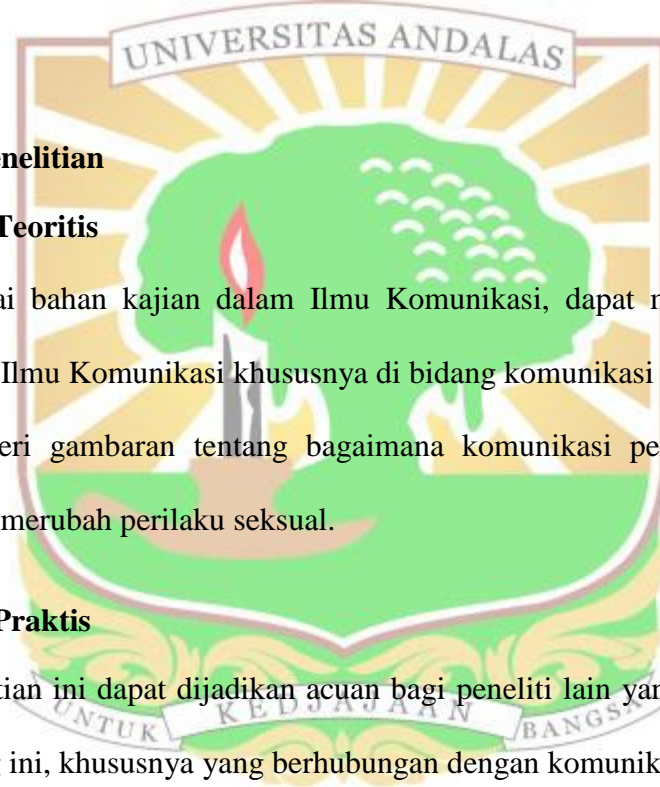 UNIVERSITAS ANDALAS
enelitian
Teoritis
ai bahan kajian dalam Ilmu Komunikasi, dapat m
Ilmu Komunikasi khususnya di bidang komunikasi
eri gambaran tentang bagaimana komunikasi pe
merubah perilaku seksual.
Praktis
tian ini dapat dijadikan acuan bagi peneliti lain yan
UNTUK KEDJAJAAN BANGSA
ini, khususnya yang berhubungan dengan komunik